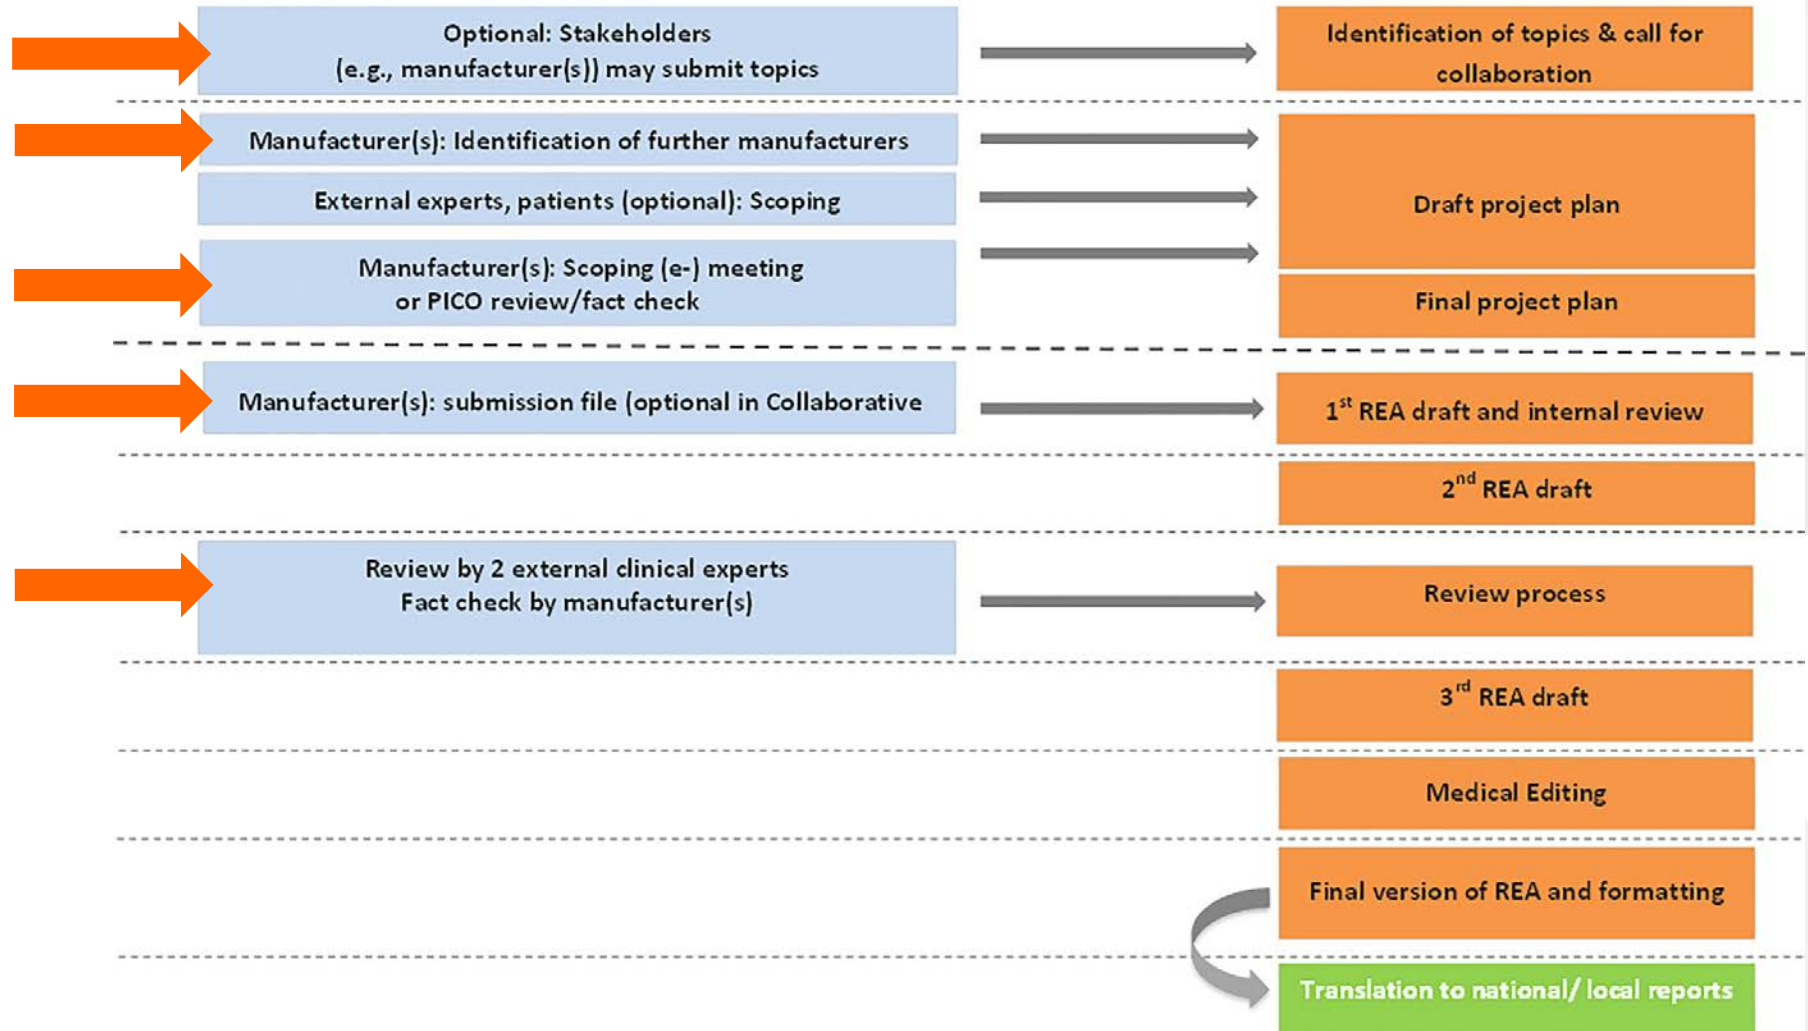 Optional: Stakeholders
(e.g., manufacturer(s)) may submit topics
Identification of topics & call for
collaboration
Manufacturer(s): Identification of further manufacturers
External experts, patients (optional): Scoping
Manufacturer(s): Scoping (e-) meeting
or PICO review/fact check
Draft project plan
Final project plan
Manufacturer(s): submission file (optional in Collaborative
1st REA draft and internal review
2nd REA draft
Review by 2 external clinical experts
Fact check by manufacturer(s)
Review process
3rd REA draft
Medical Editing
Final version of REA and formatting
Translation to national/ local reports